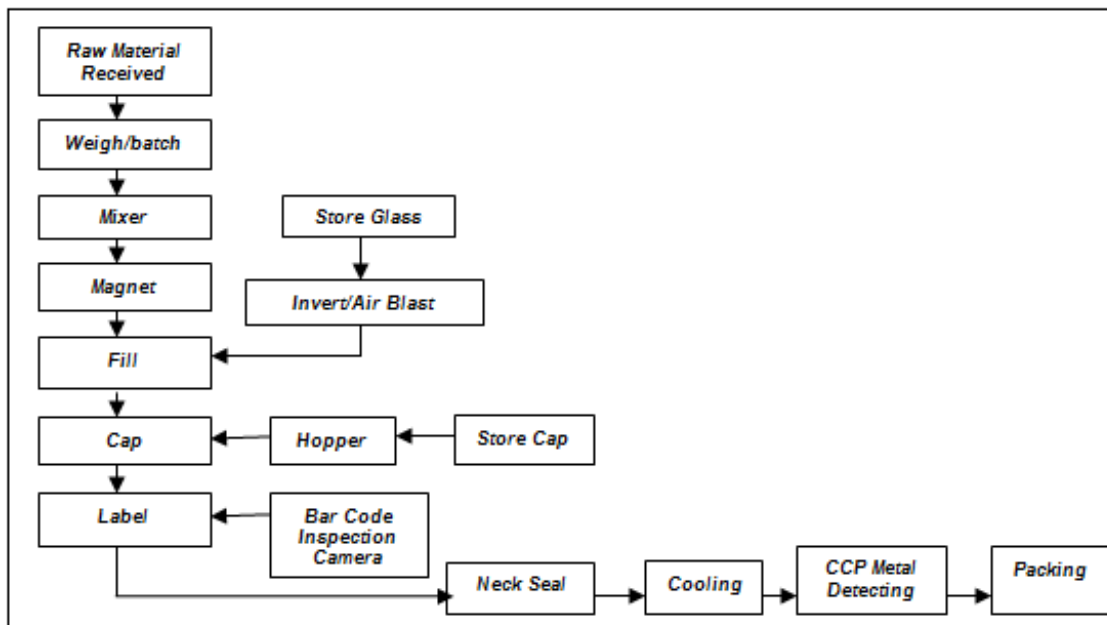 Raw Material
Received
Weigh/batch
Mixer
Store Glass
Magnet
Invert/Air Blast
Fill
Cap
Hopper
Store Cap
Label
Bar Code
Inspection
Camera
Neck Seal
Cooling
CCP Metal
Detecting
Packing